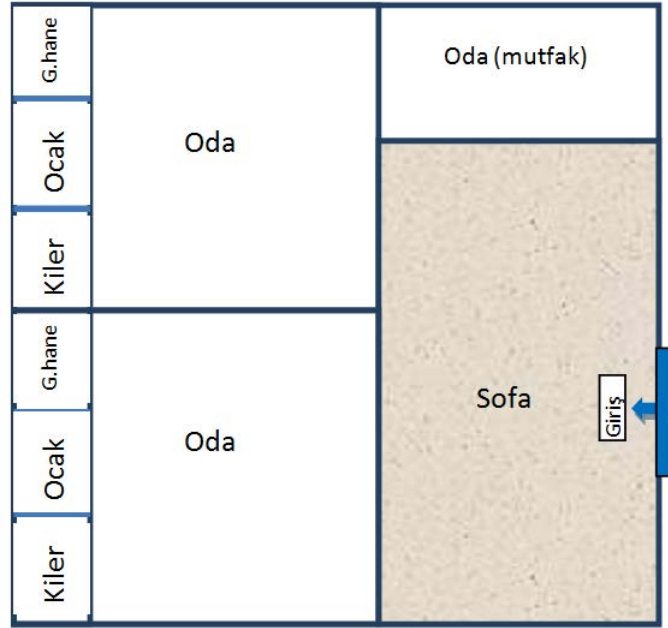 G.hane
Oda (mutfak)
Ocak
Oda
Kiler
G.hane
Sofa
Giriş
Ocak
Oda
Kiler